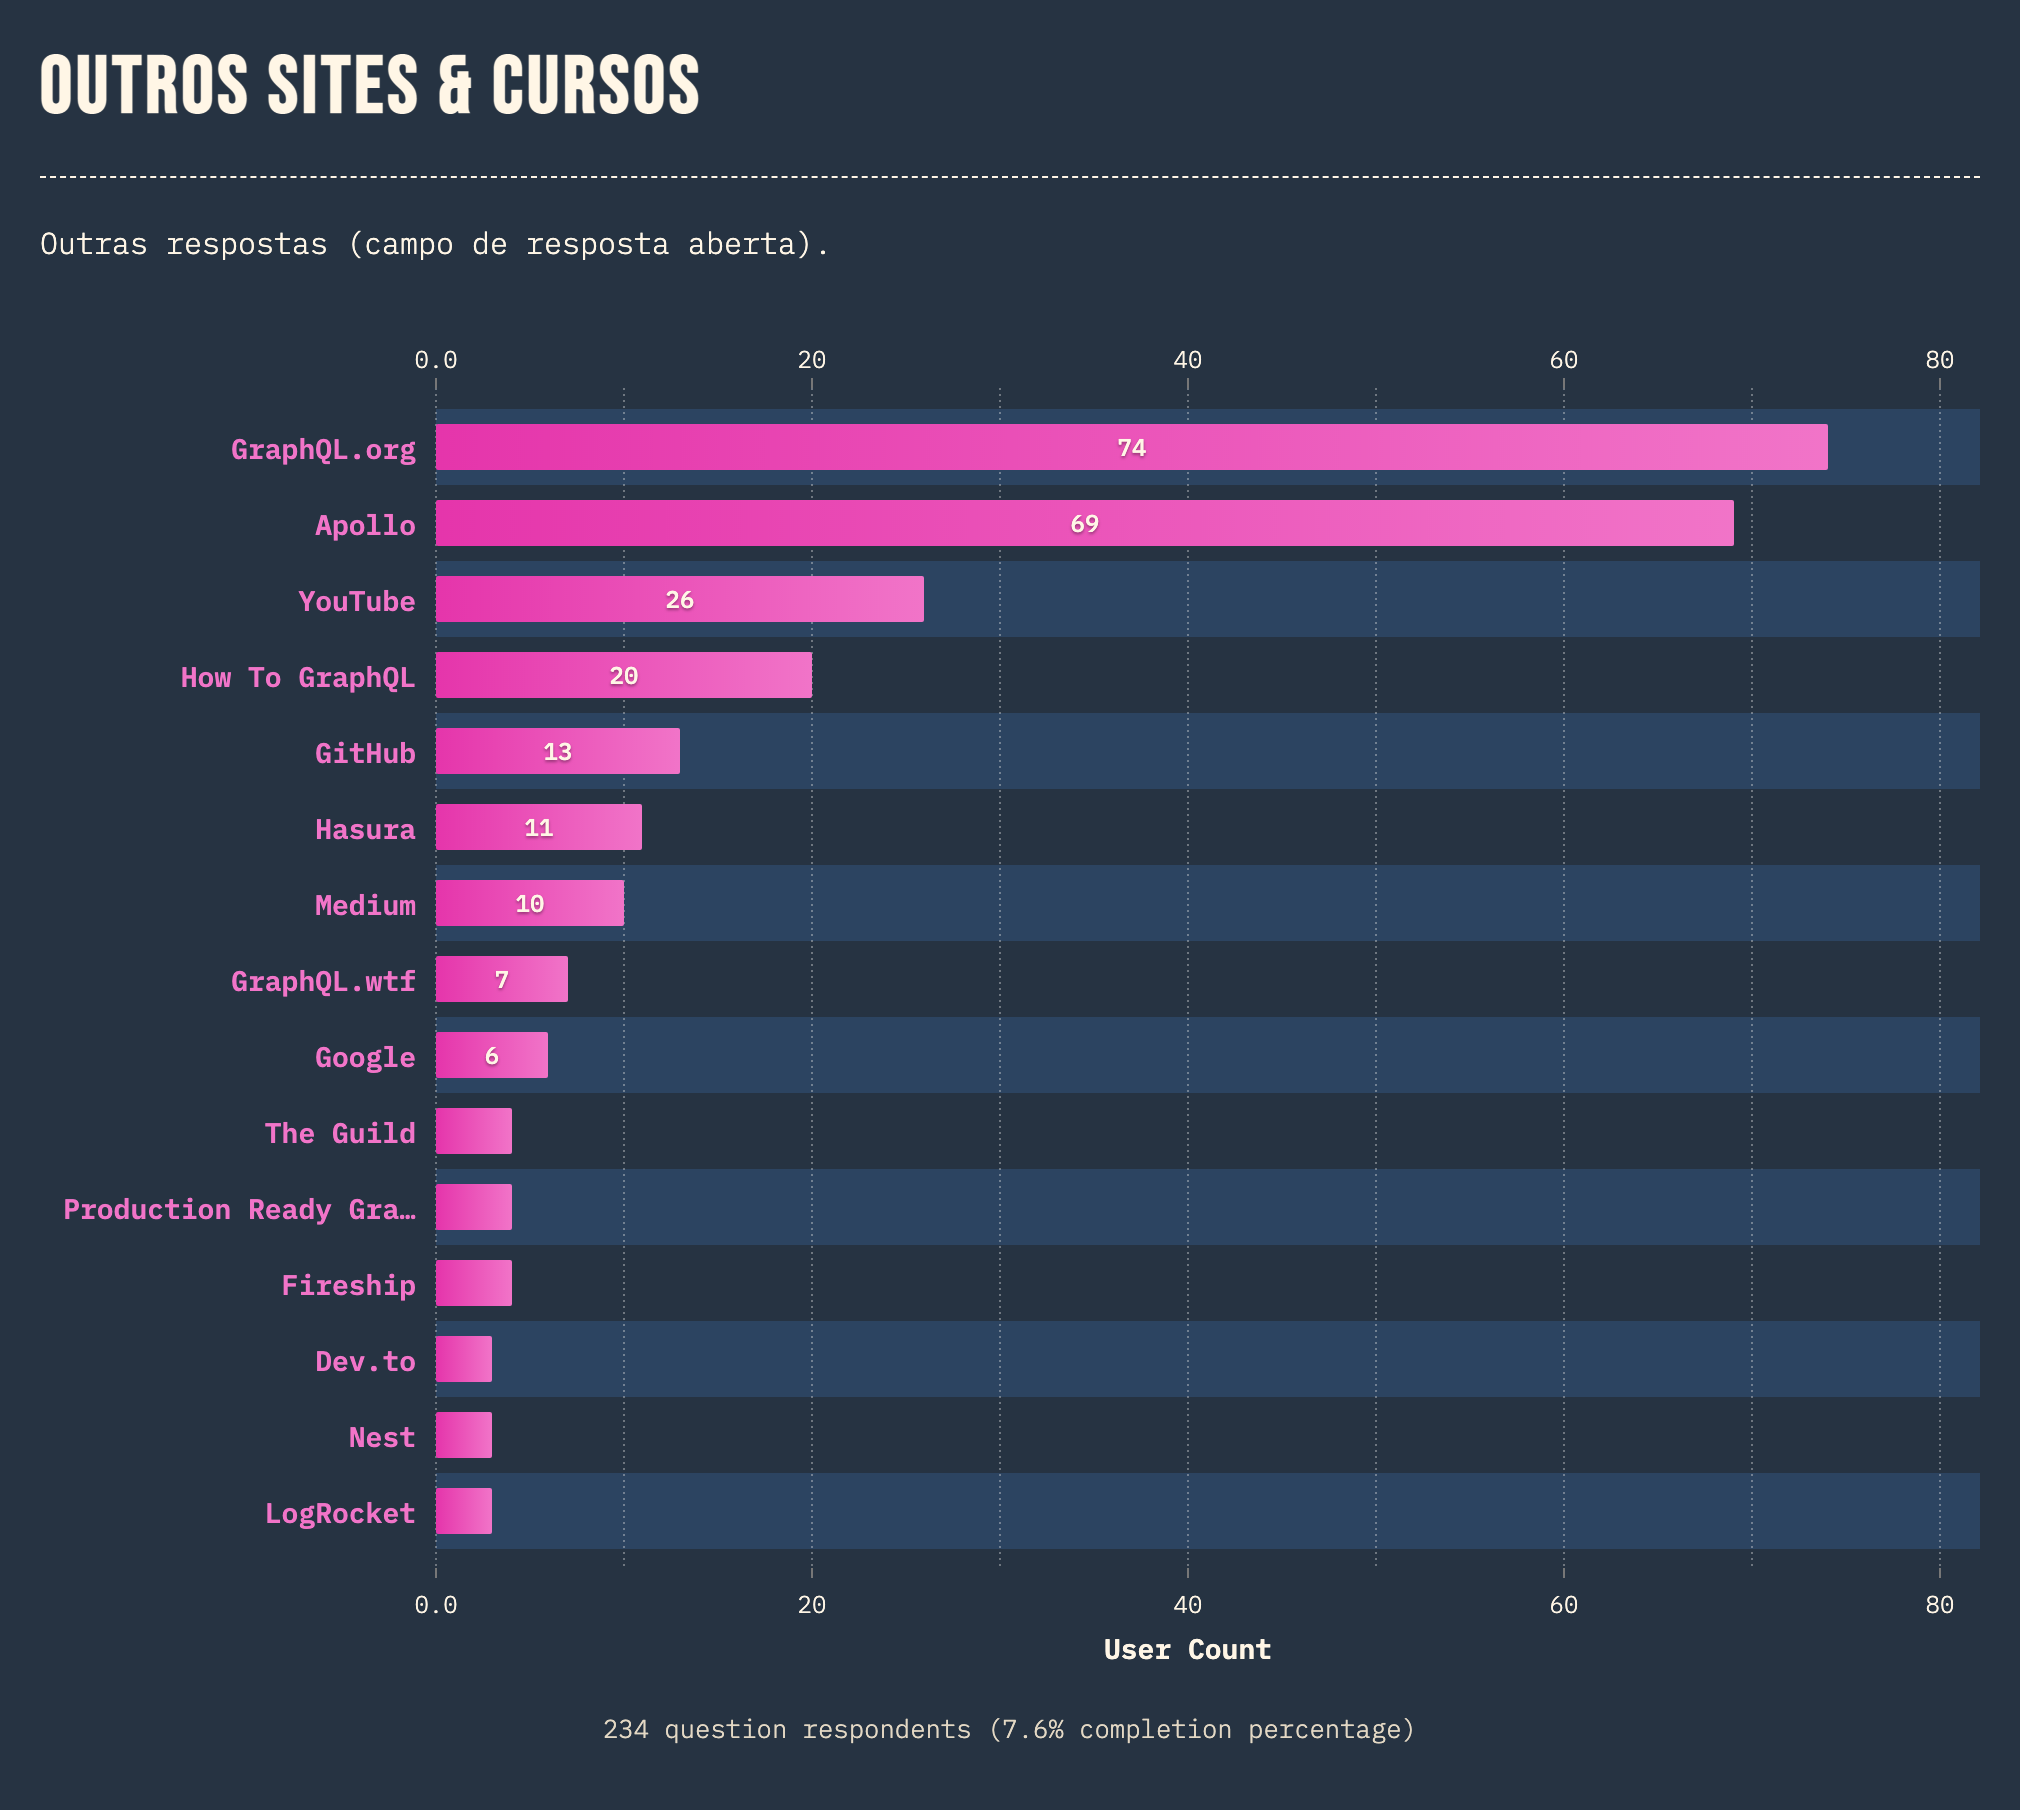 OUTROS SITES & CURSOS
Outras respostas (campo de resposta aberta).
0.0 20 40 60 80
GraphQL.org 74
Apollo 69
YouTube 26
How To GraphQL 20
GitHub 13
Hasura 11
Medium 10
GraphQL.wtf 7
Google 6
The Guild
Production Ready Gra…
Fireship
Dev.to
Nest
LogRocket
0.0 20 40 60 80
User Count
234 question respondents (7.6% completion percentage)